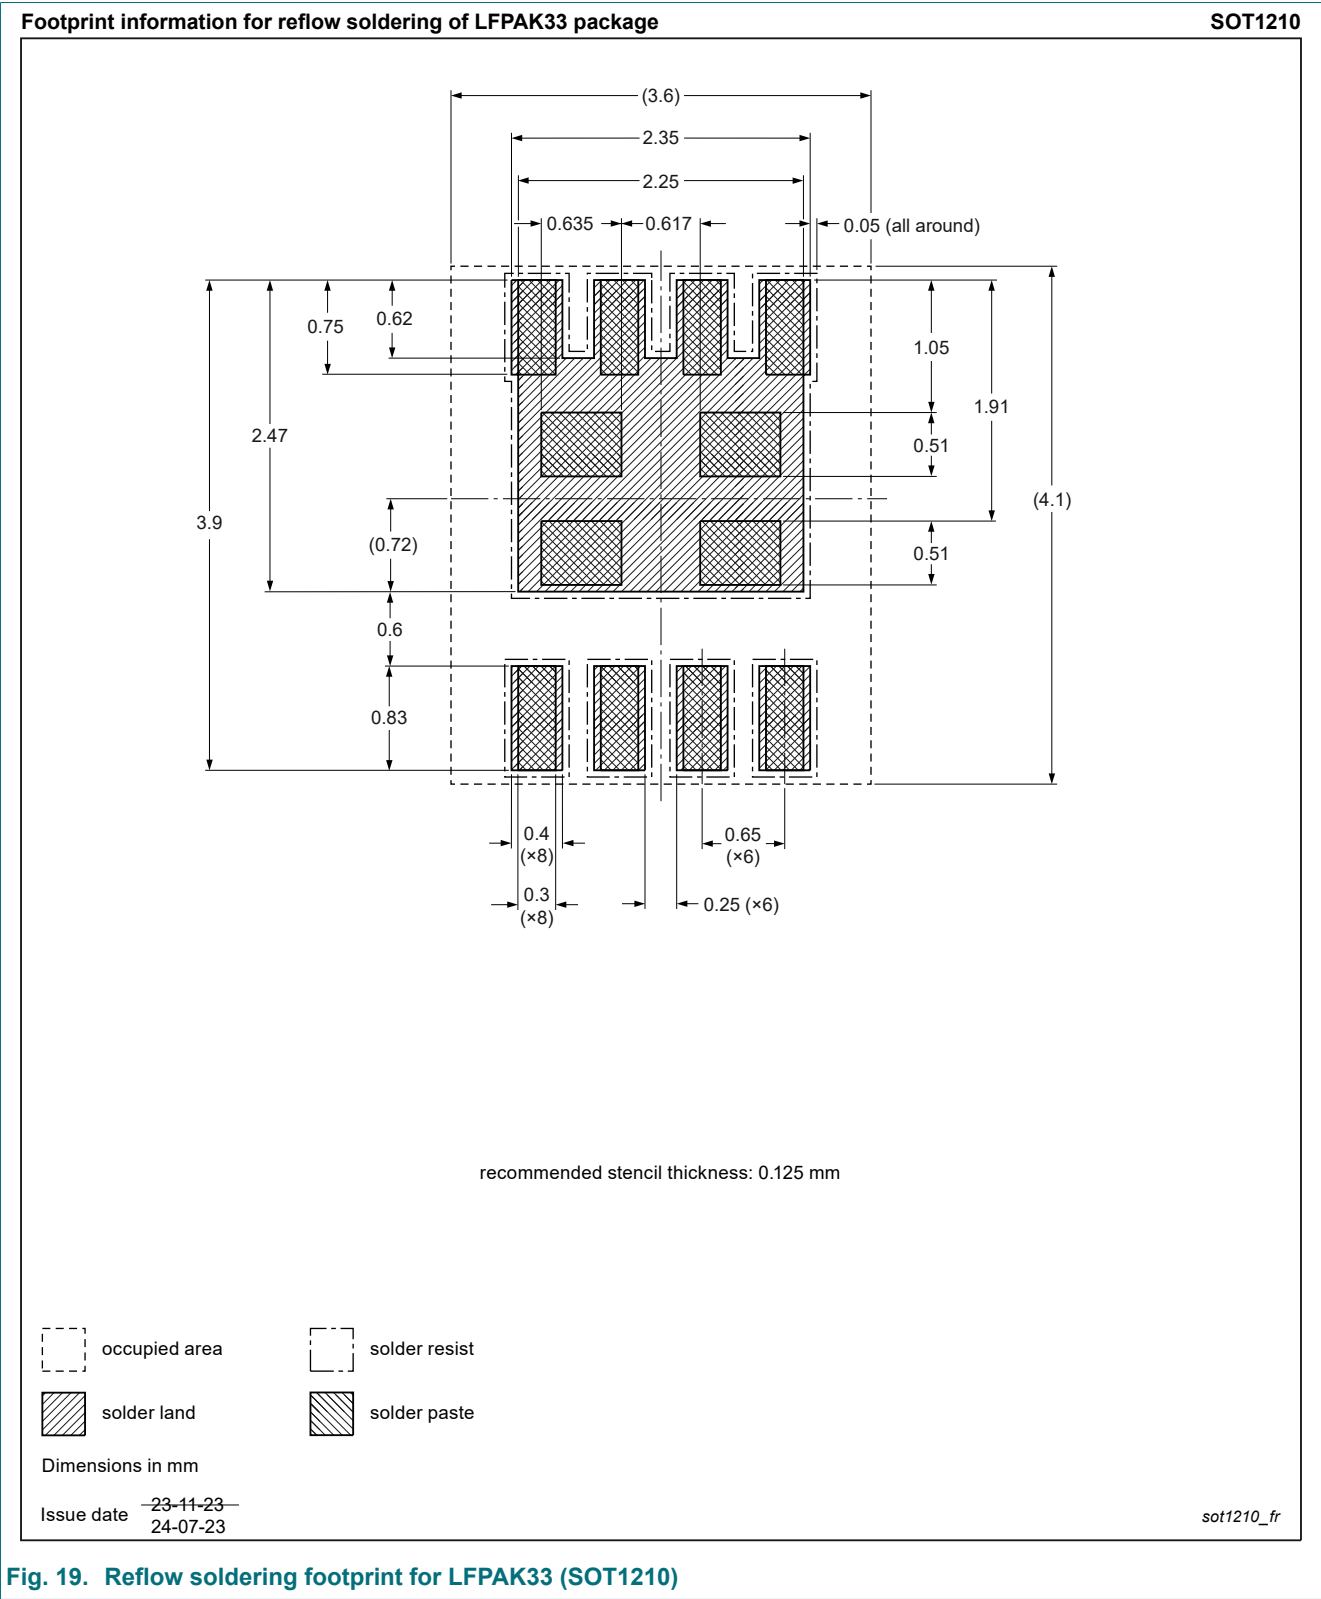 Footprint information for reflow soldering of LFPAK33 package SOT1210
(3.6)
2.35
2.25
0.635 0.617 0.05 (all around)
0.75 0.62
1.05
1.91
2.47
0.51
3.9
(4.1)
(0.72)
0.51
0.6
0.83
0.4
(×8)
0.65
(×6)
0.3
(×8)
0.25 (×6)
recommended stencil thickness: 0.125 mm
occupied area solder resist
solder land solder paste
Dimensions in mm
Issue date 23-11-23
24-07-23
sot1210_fr
Fig. 19. Reflow soldering footprint for LFPAK33 (SOT1210)